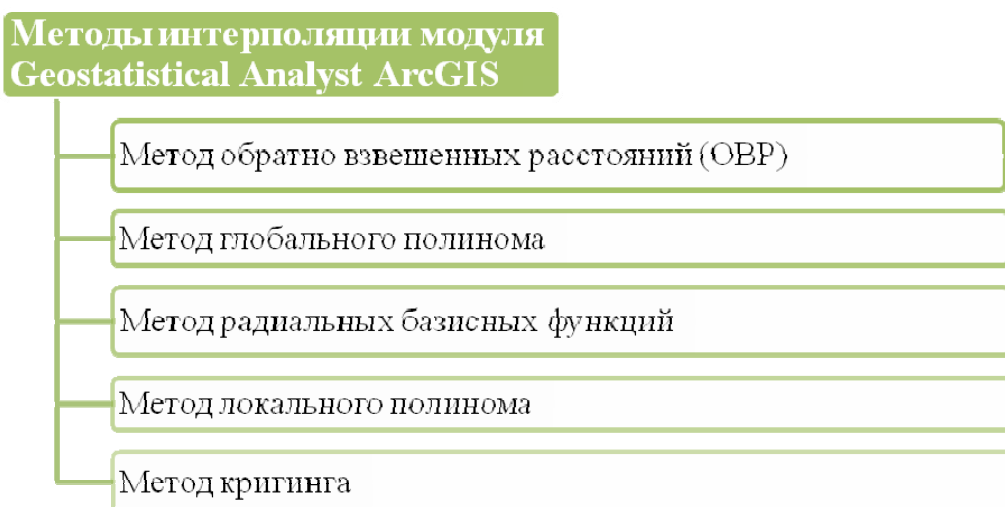 Методы интерполяции модуля
Geostatistical Analyst ArcGIS
Метод обратно взвешенных расстояний (ОВР)
Метод глобального полинома
Метод радиальных базисных функций
Метод локального полинома
Метод кригинга